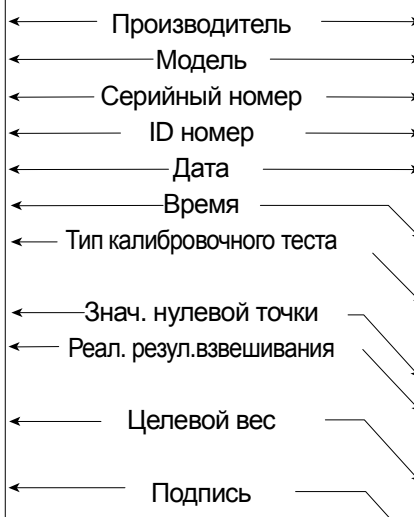 Производитель
Модель
Серийный номер
ID номер
Дата
Время
Тип калибровочного теста
Знач. нулевой точки
Реал. резул.взвешивания
Целевой вес
Подпись